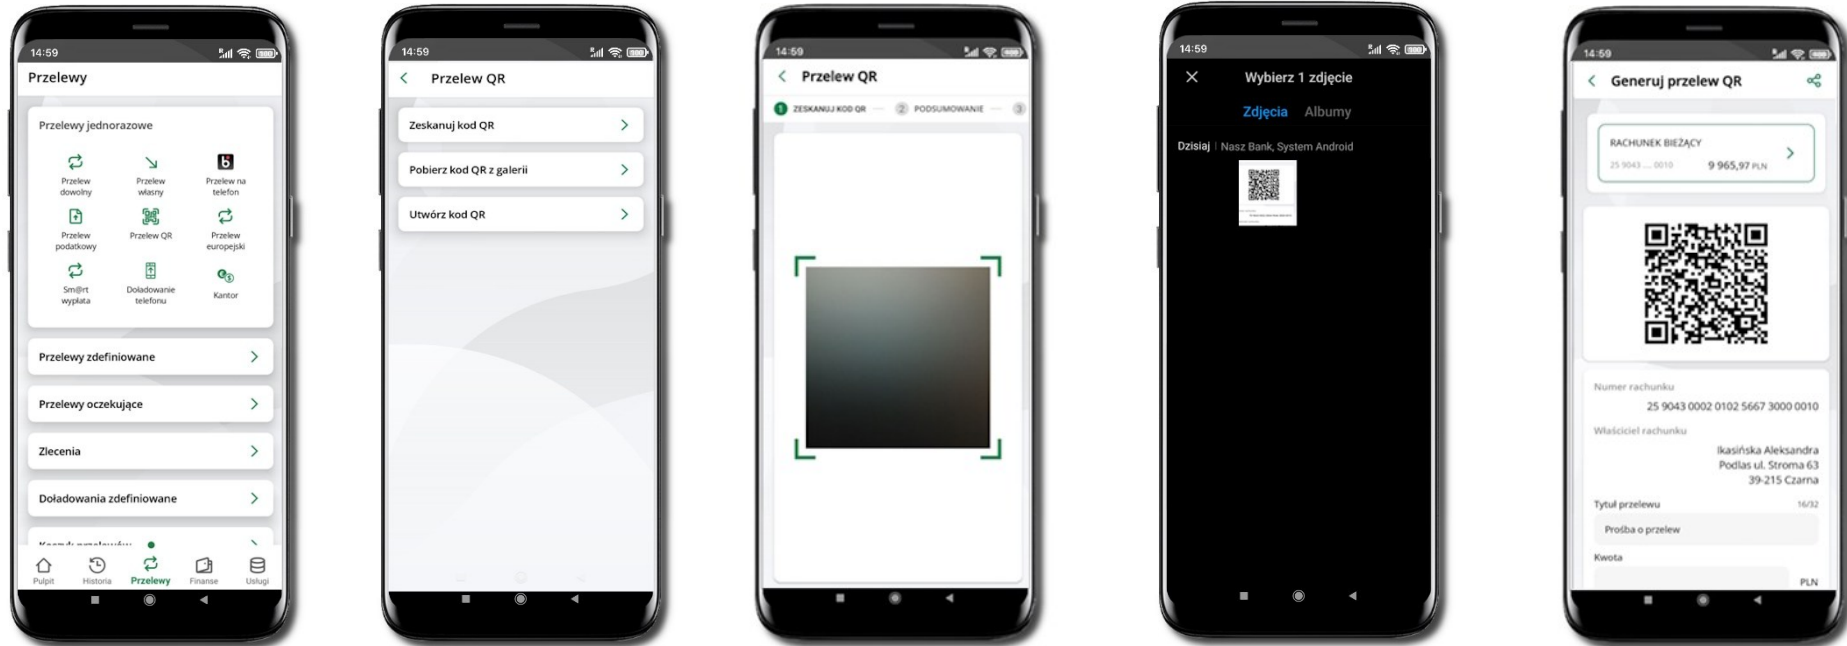 14:59
Przelewy
Przelewy jednorazowe
Przelew
dowolny
Przelew
własny
Przelew na
telefon
Przelew
podatkowy
Przelew QR
Przelew
europejski
Sm@rt
wypłata
Doładowanie
telefonu
Kantor
Przelewy zdefiniowane
Przelewy oczekujące
Zlecenia
Doładowania zdefiniowane
Koszyk przelewów
Pulpit
Historia
Przelewy
Finanse
Usługi
14:59
Przelew QR
Zeskanuj kod QR
Pobierz kod QR z galerii
Utwórz kod QR
14:59
Przelew QR
1 ZESKANUJ KOD QR
2 PODSUMOWANIE
3
14:59
Wybierz 1 zdjęcie
Zdjęcia Albumy
Dzisiaj Nasz Bank, System Android
14:59
Generuj przelew QR
RACHUNEK BIEŻĄCY
25 9043 .... 0010 9 965,97 PLN
Numer rachunku
25 9043 0002 0102 5667 3000 0010
Właściciel rachunku
Ikasińska Aleksandra
Podlas ul. Stroma 63
39-215 Czarna
Tytuł przelewu 16/32
Prośba o przelew
Kwota
PLN